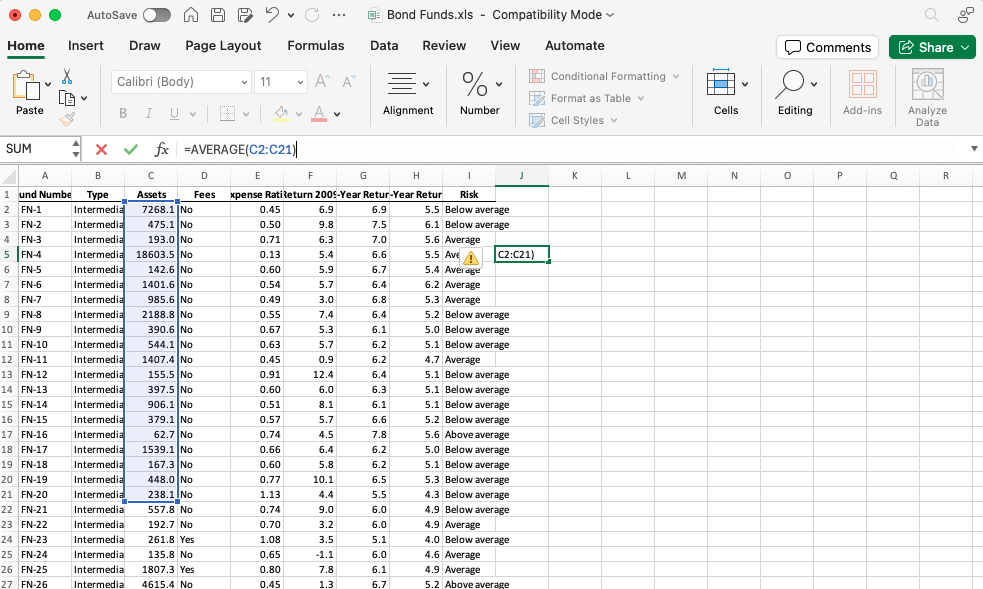 AutoSave Bond Funds.xls - Compatibility Mode
Home Insert Draw Page Layout Formulas Data Review View Automate Comments Share
Paste Calibri (Body) 11 A A B I U A Alignment % Number Conditional Formatting Format as Table Cell Styles Cells Editing Add-ins Analyze Data
SUM fx =AVERAGE(C2:C21)
A B C D E F G H I J K L M N O P Q R
1 und Numbe Type Assets Fees xpense Rati Return 2009 -Year Retur -Year Retur Risk
2 FN-1 Intermedia 7268.1 No 0.45 6.9 6.9 5.5 Below average
3 FN-2 Intermedia 475.1 No 0.50 9.8 7.5 6.1 Below average
4 FN-3 Intermedia 193.0 No 0.71 6.3 7.0 5.6 Average
5 FN-4 Intermedia 18603.5 No 0.13 5.4 6.6 5.5 Ave C2:C21)
6 FN-5 Intermedia 142.6 No 0.60 5.9 6.7 5.4 Average
7 FN-6 Intermedia 1401.6 No 0.54 5.7 6.4 6.2 Average
8 FN-7 Intermedia 985.6 No 0.49 3.0 6.8 5.3 Average
9 FN-8 Intermedia 2188.8 No 0.55 7.4 6.4 5.2 Below average
10 FN-9 Intermedia 390.6 No 0.67 5.3 6.1 5.0 Below average
11 FN-10 Intermedia 544.1 No 0.63 5.7 6.2 5.1 Below average
12 FN-11 Intermedia 1407.4 No 0.45 0.9 6.2 4.7 Average
13 FN-12 Intermedia 155.5 No 0.91 12.4 6.4 5.1 Below average
14 FN-13 Intermedia 397.5 No 0.60 6.0 6.3 5.1 Below average
15 FN-14 Intermedia 906.1 No 0.51 8.1 6.1 5.1 Below average
16 FN-15 Intermedia 379.1 No 0.57 5.7 6.6 5.2 Below average
17 FN-16 Intermedia 62.7 No 0.74 4.5 7.8 5.6 Above average
18 FN-17 Intermedia 1539.1 No 0.66 6.4 6.2 5.0 Below average
19 FN-18 Intermedia 167.3 No 0.60 5.8 6.2 5.1 Below average
20 FN-19 Intermedia 448.0 No 0.77 10.1 6.5 5.3 Below average
21 FN-20 Intermedia 238.1 No 1.13 4.4 5.5 4.3 Below average
22 FN-21 Intermedia 557.8 No 0.74 9.0 6.0 4.9 Below average
23 FN-22 Intermedia 192.7 No 0.70 3.2 6.0 4.9 Average
24 FN-23 Intermedia 261.8 Yes 1.08 3.5 5.1 4.0 Below average
25 FN-24 Intermedia 135.8 No 0.65 -1.1 6.0 4.6 Average
26 FN-25 Intermedia 1807.3 Yes 0.80 7.8 6.1 4.9 Average
27 FN-26 Intermedia 4615.4 No 0.45 1.3 6.7 5.2 Above average